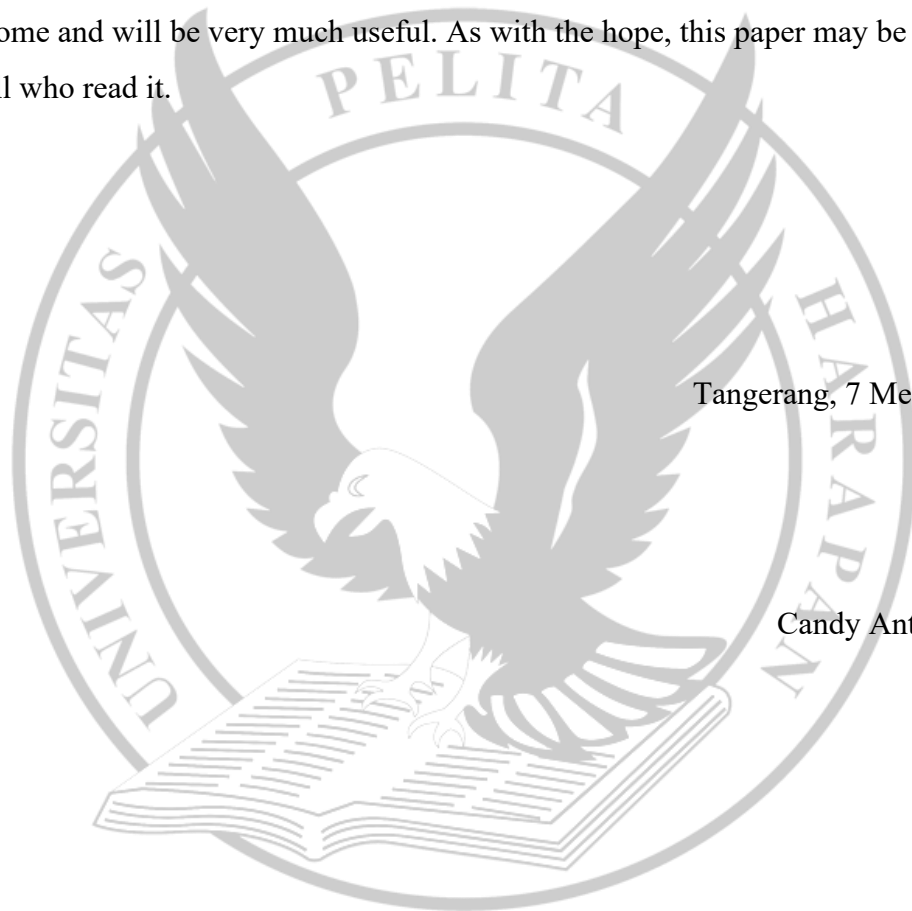 ome and will be very much useful. As with the hope, this paper may be
ll who read it.
UNIVERSITAS PELITA HARAPAN
Tangerang, 7 Me
Candy Ant